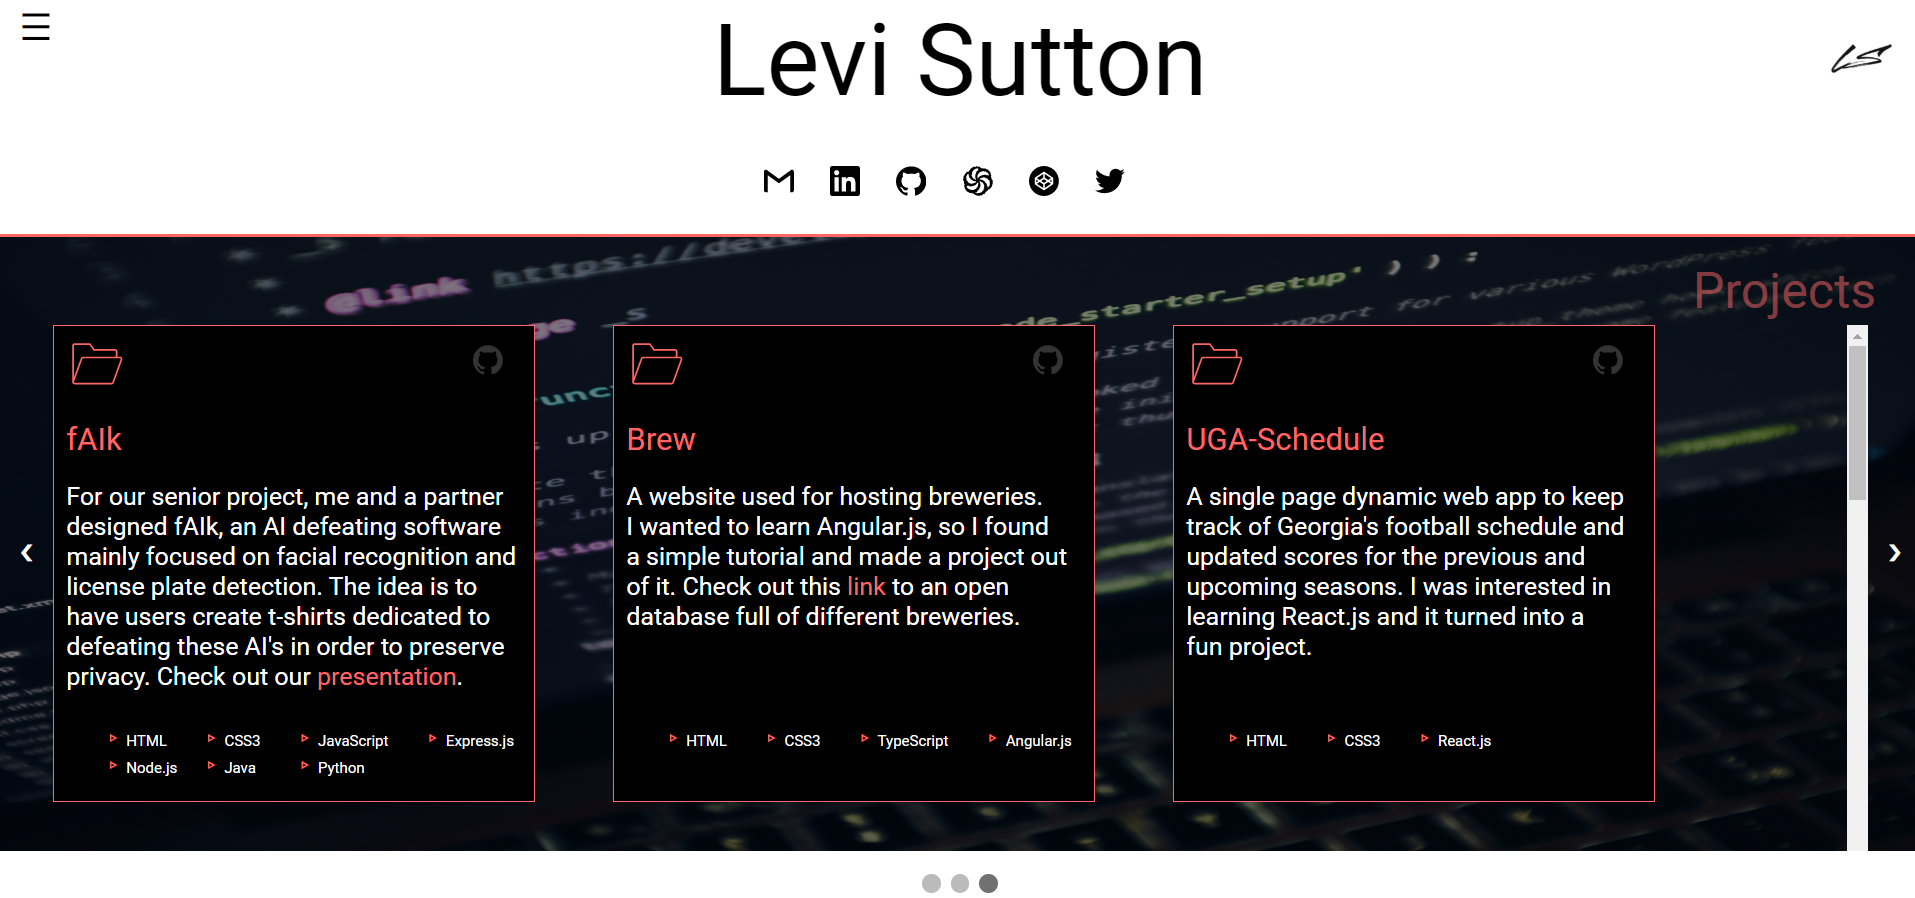 Levi Sutton
LS
@link https://deve
_starter_setup' ) ) ;
Projects
fAIk
For our senior project, me and a partner
designed fAIk, an AI defeating software
mainly focused on facial recognition and
license plate detection. The idea is to
have users create t-shirts dedicated to
defeating these AI's in order to preserve
privacy. Check out our presentation.
HTML CSS3 JavaScript Express.js
Node.js Java Python
Brew
A website used for hosting breweries.
I wanted to learn Angular.js, so I found
a simple tutorial and made a project out
of it. Check out this link to an open
database full of different breweries.
HTML CSS3 TypeScript Angular.js
UGA-Schedule
A single page dynamic web app to keep
track of Georgia's football schedule and
updated scores for the previous and
upcoming seasons. I was interested in
learning React.js and it turned into a
fun project.
HTML CSS3 React.js